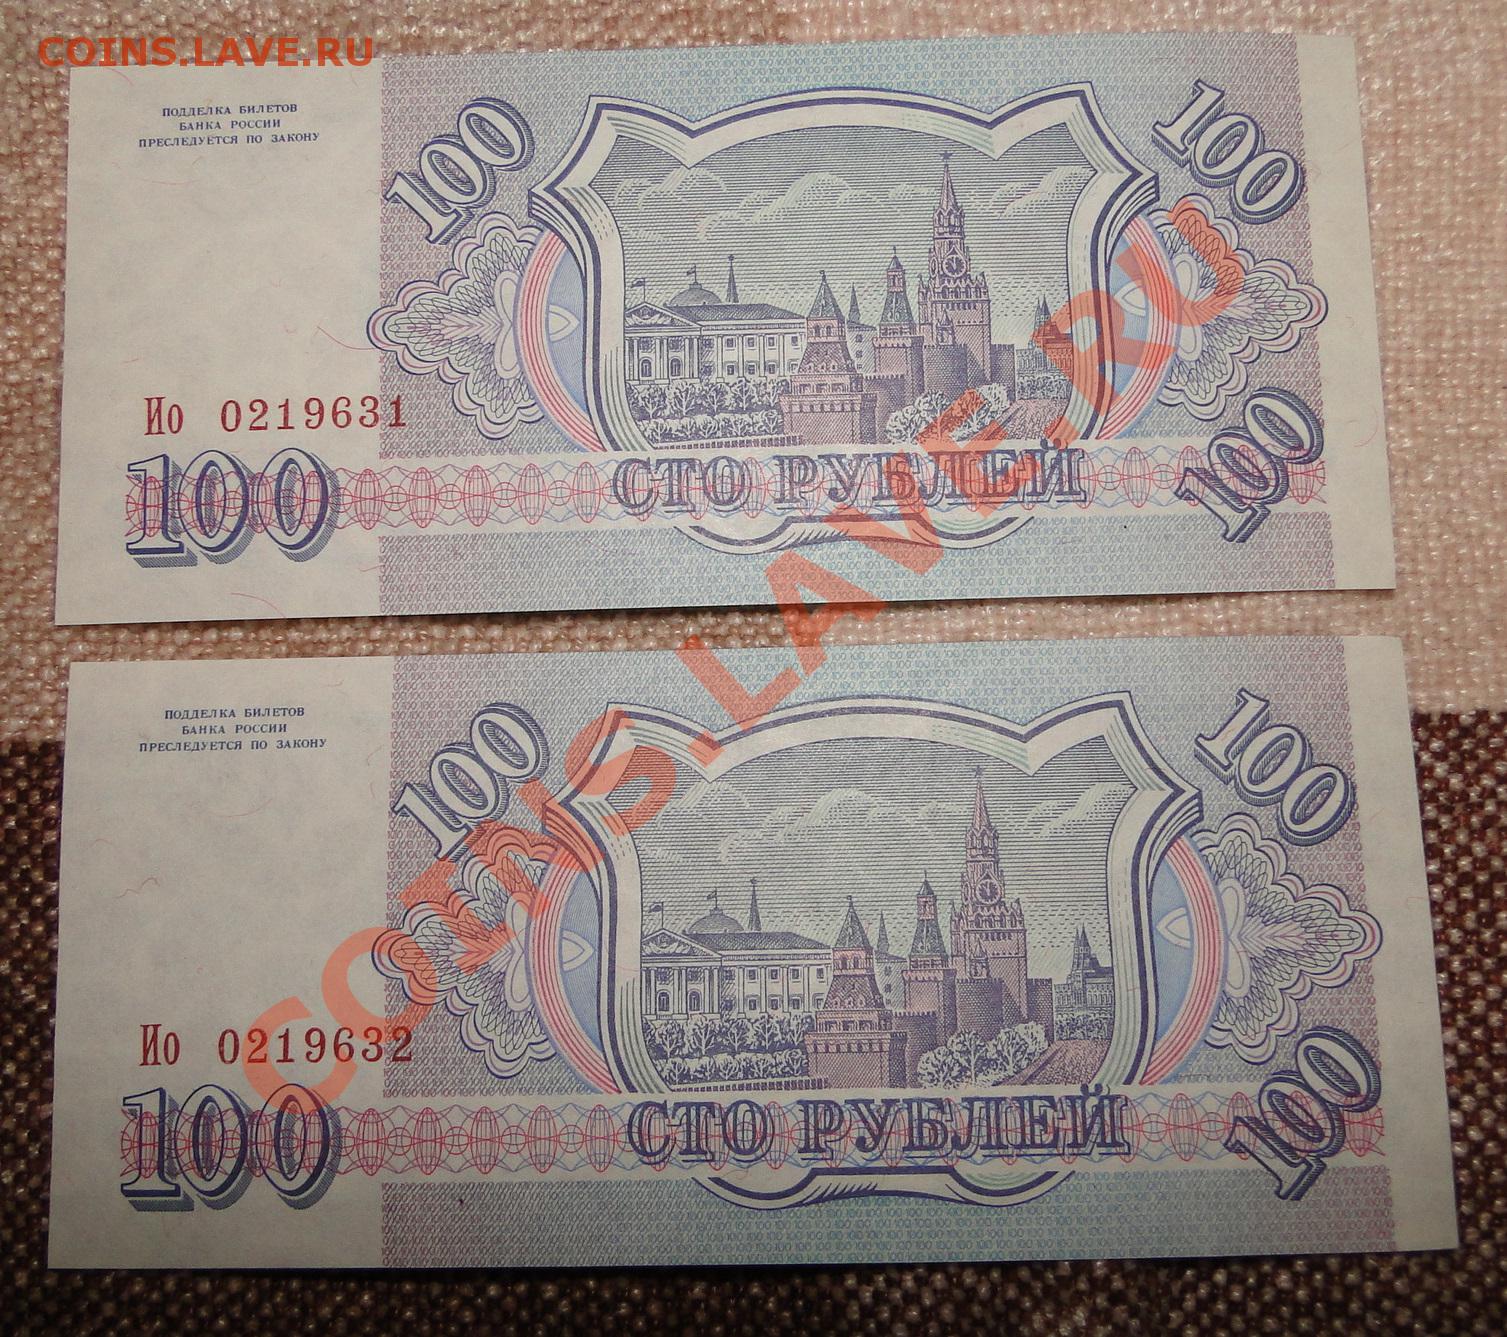 COINS.LAVE.RU
ПОДДЕЛКА БИЛЕТОВ
БАНКА РОССИИ
ПРЕСЛЕДУЕТСЯ ПО ЗАКОНУ
100
100
Ио 0219631
100
СТО РУБЛЕЙ
100
COINS.LAVE.RU
ПОДДЕЛКА БИЛЕТОВ
БАНКА РОССИИ
ПРЕСЛЕДУЕТСЯ ПО ЗАКОНУ
100
100
Ио 0219632
100
СТО РУБЛЕЙ
100